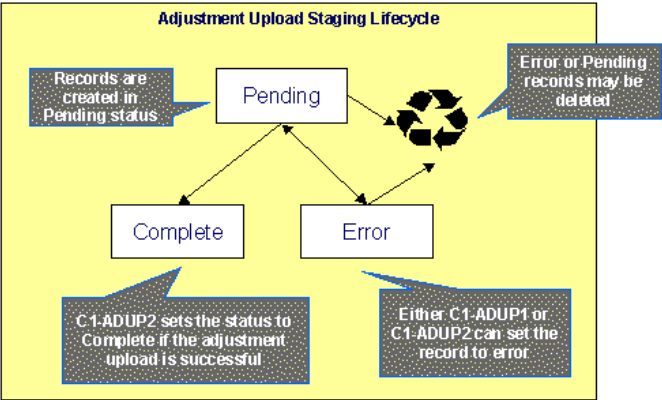 Adjustment Upload Staging Lifecycle
Records are
created in
Pending status
Pending
Error or Pending
records may be
deleted
Complete
Error
C1-ADUP2 sets the status to
Complete if the adjustment
upload is successful
Either C1-ADUP1 or
C1-ADUP2 can set the
record to error